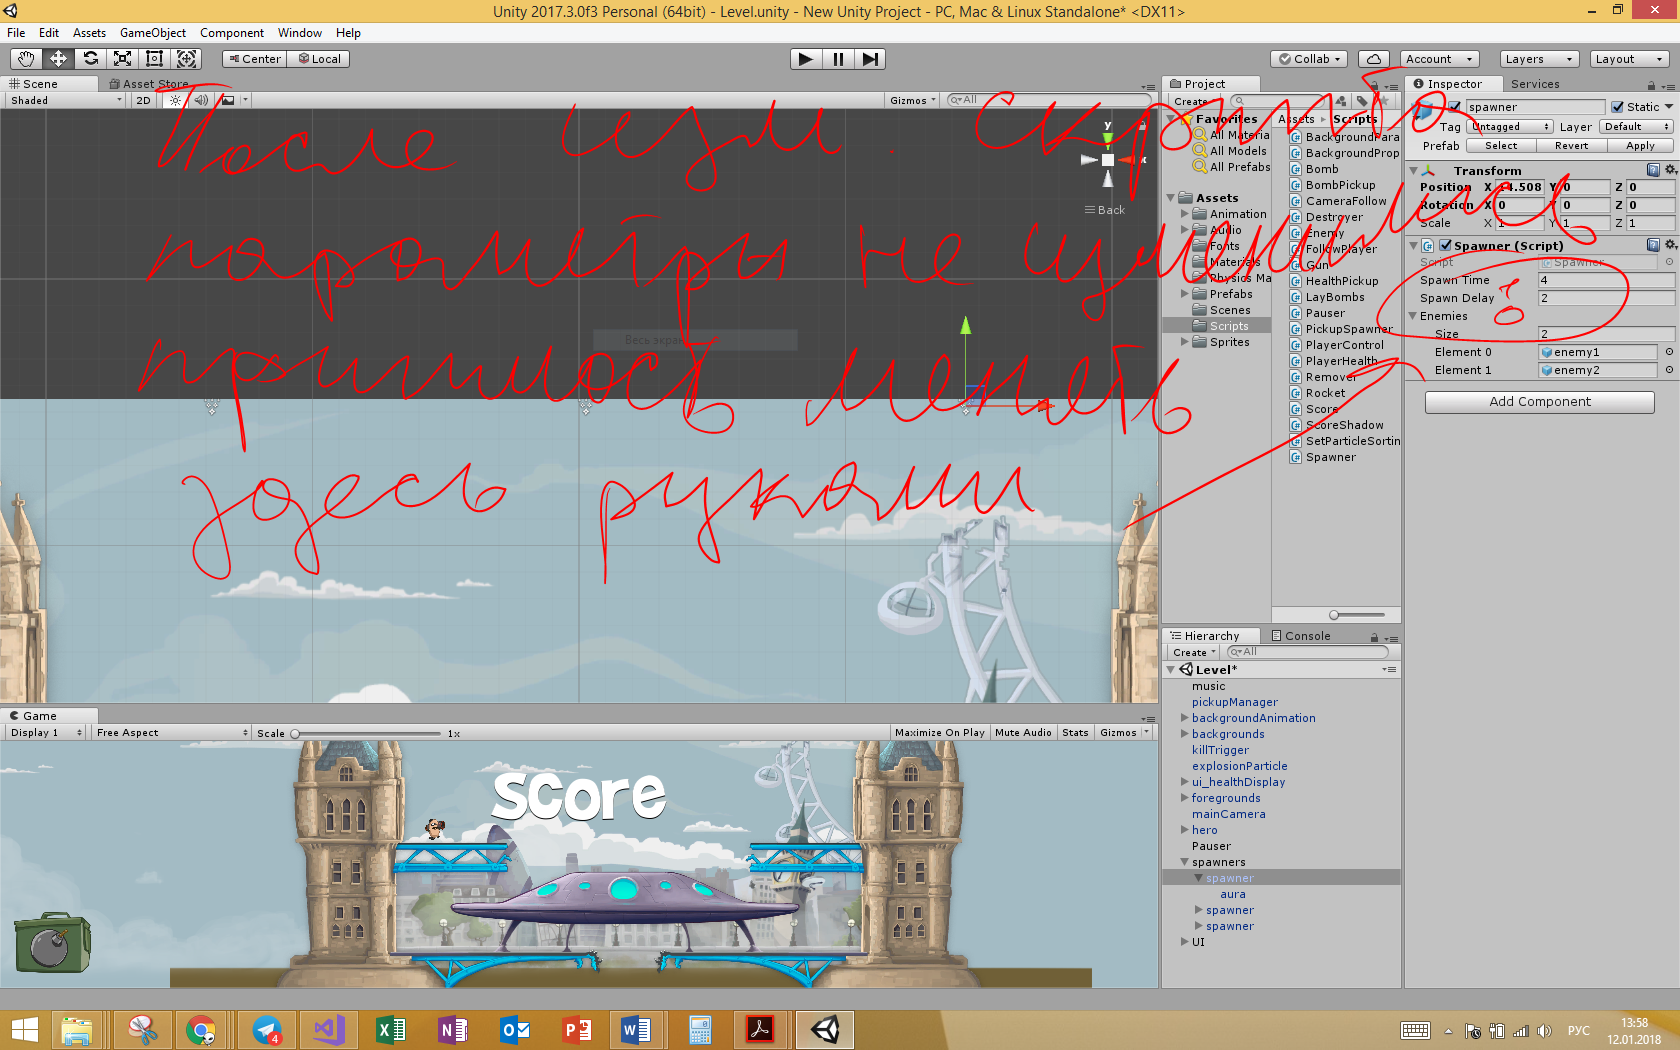 Unity 2017.3.0f3 Personal (64bit) - Level.unity - New Unity Project - PC, Mac & Linux Standalone* <DX11>
File Edit Assets GameObject Component Window Help
Center Local
Collab Account Layers Layout
Scene Asset Store
Shaded 2D Gizmos All
y
x
Back
После изм. скрипта
параметры не изменились
пришлось менять
здесь руками
Весь экран
Project
Create
Favorites
All Materia
All Models
All Prefabs
Assets
Animation
Audio
Fonts
Materials
Physics Ma
Prefabs
Scenes
Scripts
Sprites
Assets Scripts
BackgroundPara
BackgroundProp
Bomb
BombPickup
CameraFollow
Destroyer
Enemy
FollowPlayer
Gun
HealthPickup
LayBombs
Pauser
PickupSpawner
PlayerControl
PlayerHealth
Remover
Rocket
Score
ScoreShadow
SetParticleSortin
Spawner
Inspector Services
spawner Static
Tag Untagged Layer Default
Prefab Select Revert Apply
Transform
Position X 14.508 Y 0 Z 0
Rotation X 0 Y 0 Z 0
Scale X 1 Y 1 Z 1
Spawner (Script)
Script Spawner
Spawn Time 4
Spawn Delay 2
Enemies
Size 2
Element 0 enemy1
Element 1 enemy2
Add Component
Hierarchy Console
Create All
Level*
music
pickupManager
backgroundAnimation
backgrounds
killTrigger
explosionParticle
ui_healthDisplay
foregrounds
mainCamera
hero
Pauser
spawners
spawner
aura
spawner
spawner
UI
Game
Display 1 Free Aspect Scale 1x Maximize On Play Mute Audio Stats Gizmos
score
4
РУС
13:58
12.01.2018